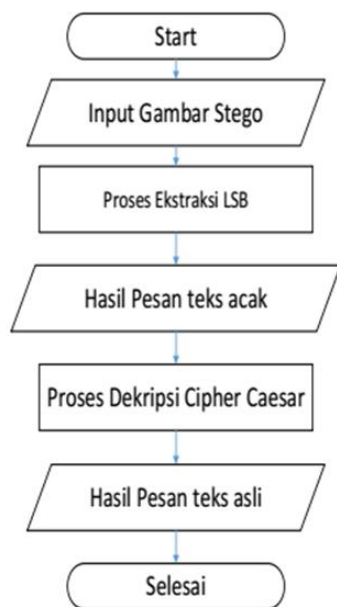 Start
Input Gambar Stego
Proses Ekstraksi LSB
Hasil Pesan teks acak
Proses Dekripsi Cipher Caesar
Hasil Pesan teks asli
Selesai